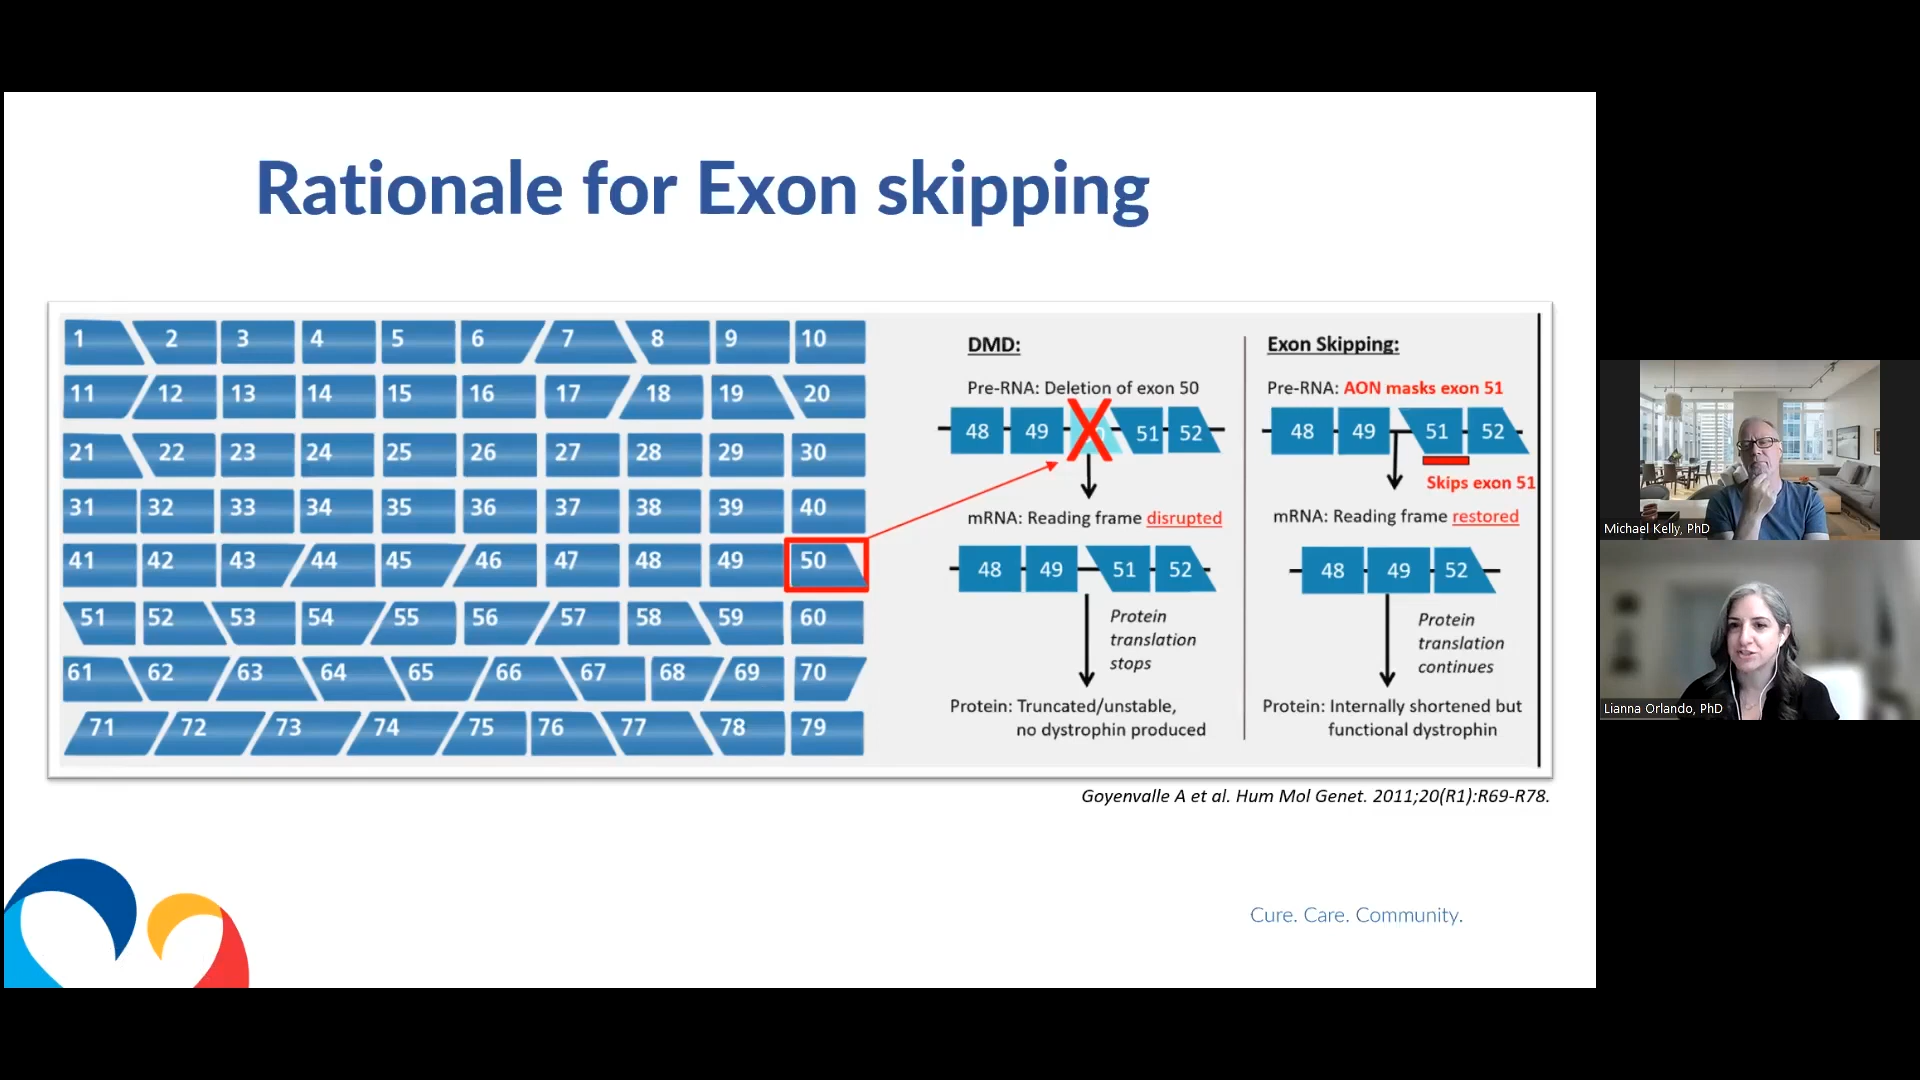 Rationale for Exon skipping
1 2 3 4 5 6 7 8 9 10
11 12 13 14 15 16 17 18 19 20
21 22 23 24 25 26 27 28 29 30
31 32 33 34 35 36 37 38 39 40
41 42 43 44 45 46 47 48 49 50
51 52 53 54 55 56 57 58 59 60
61 62 63 64 65 66 67 68 69 70
71 72 73 74 75 76 77 78 79
DMD:
Pre-RNA: Deletion of exon 50
48 49 51 52
mRNA: Reading frame disrupted
48 49 51 52
Protein
translation
stops
Protein: Truncated/unstable,
no dystrophin produced
Exon Skipping:
Pre-RNA: AON masks exon 51
48 49 51 52
Skips exon 51
mRNA: Reading frame restored
48 49 52
Protein
translation
continues
Protein: Internally shortened but
functional dystrophin
Goyenvalle A et al. Hum Mol Genet. 2011;20(R1):R69-R78.
Cure. Care. Community.
Michael Kelly, PhD
Lianna Orlando, PhD